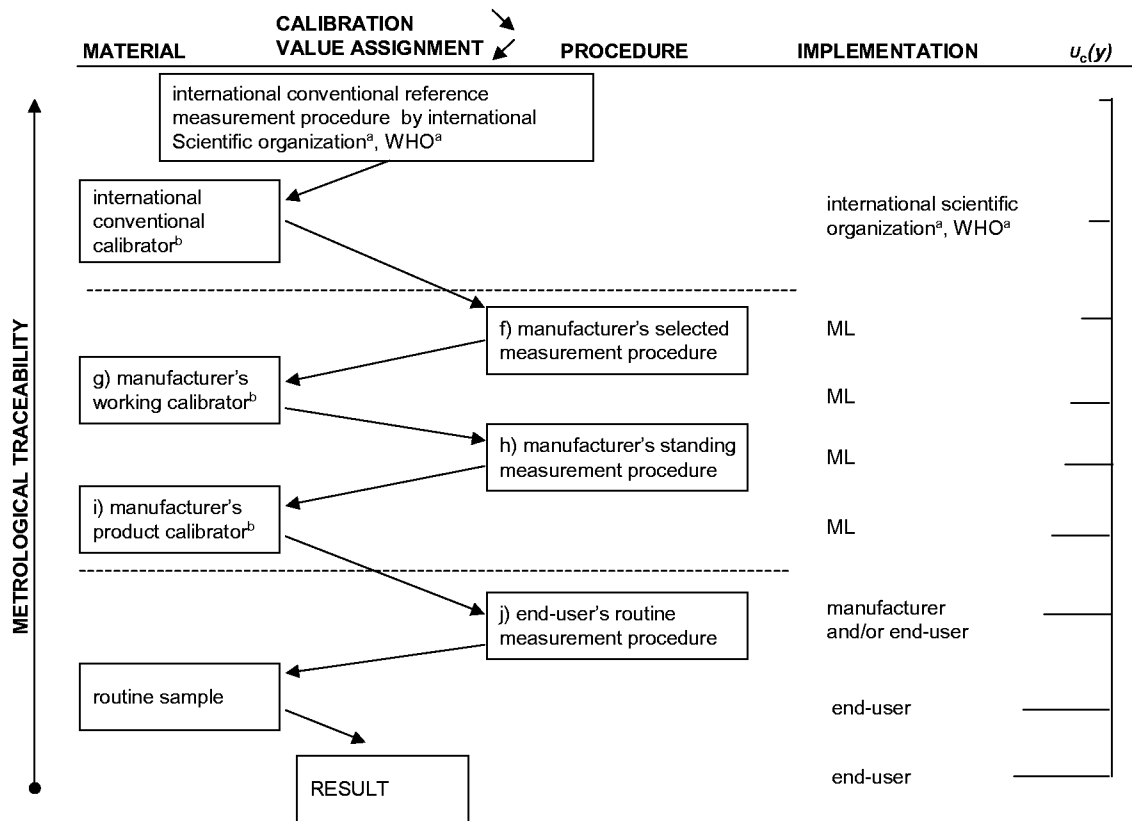 CALIBRATION
MATERIAL VALUE ASSIGNMENT PROCEDURE IMPLEMENTATION uc(y)
international conventional reference
measurement procedure by international
Scientific organizationᵃ, WHOᵃ
international
conventional
calibratorᵇ
international scientific
organizationᵃ, WHOᵃ
f) manufacturer's selected
measurement procedure
ML
g) manufacturer's
working calibratorᵇ
ML
h) manufacturer's standing
measurement procedure
ML
i) manufacturer's
product calibratorᵇ
ML
j) end-user's routine
measurement procedure
manufacturer
and/or end-user
routine sample
end-user
RESULT
end-user
METROLOGICAL TRACEABILITY